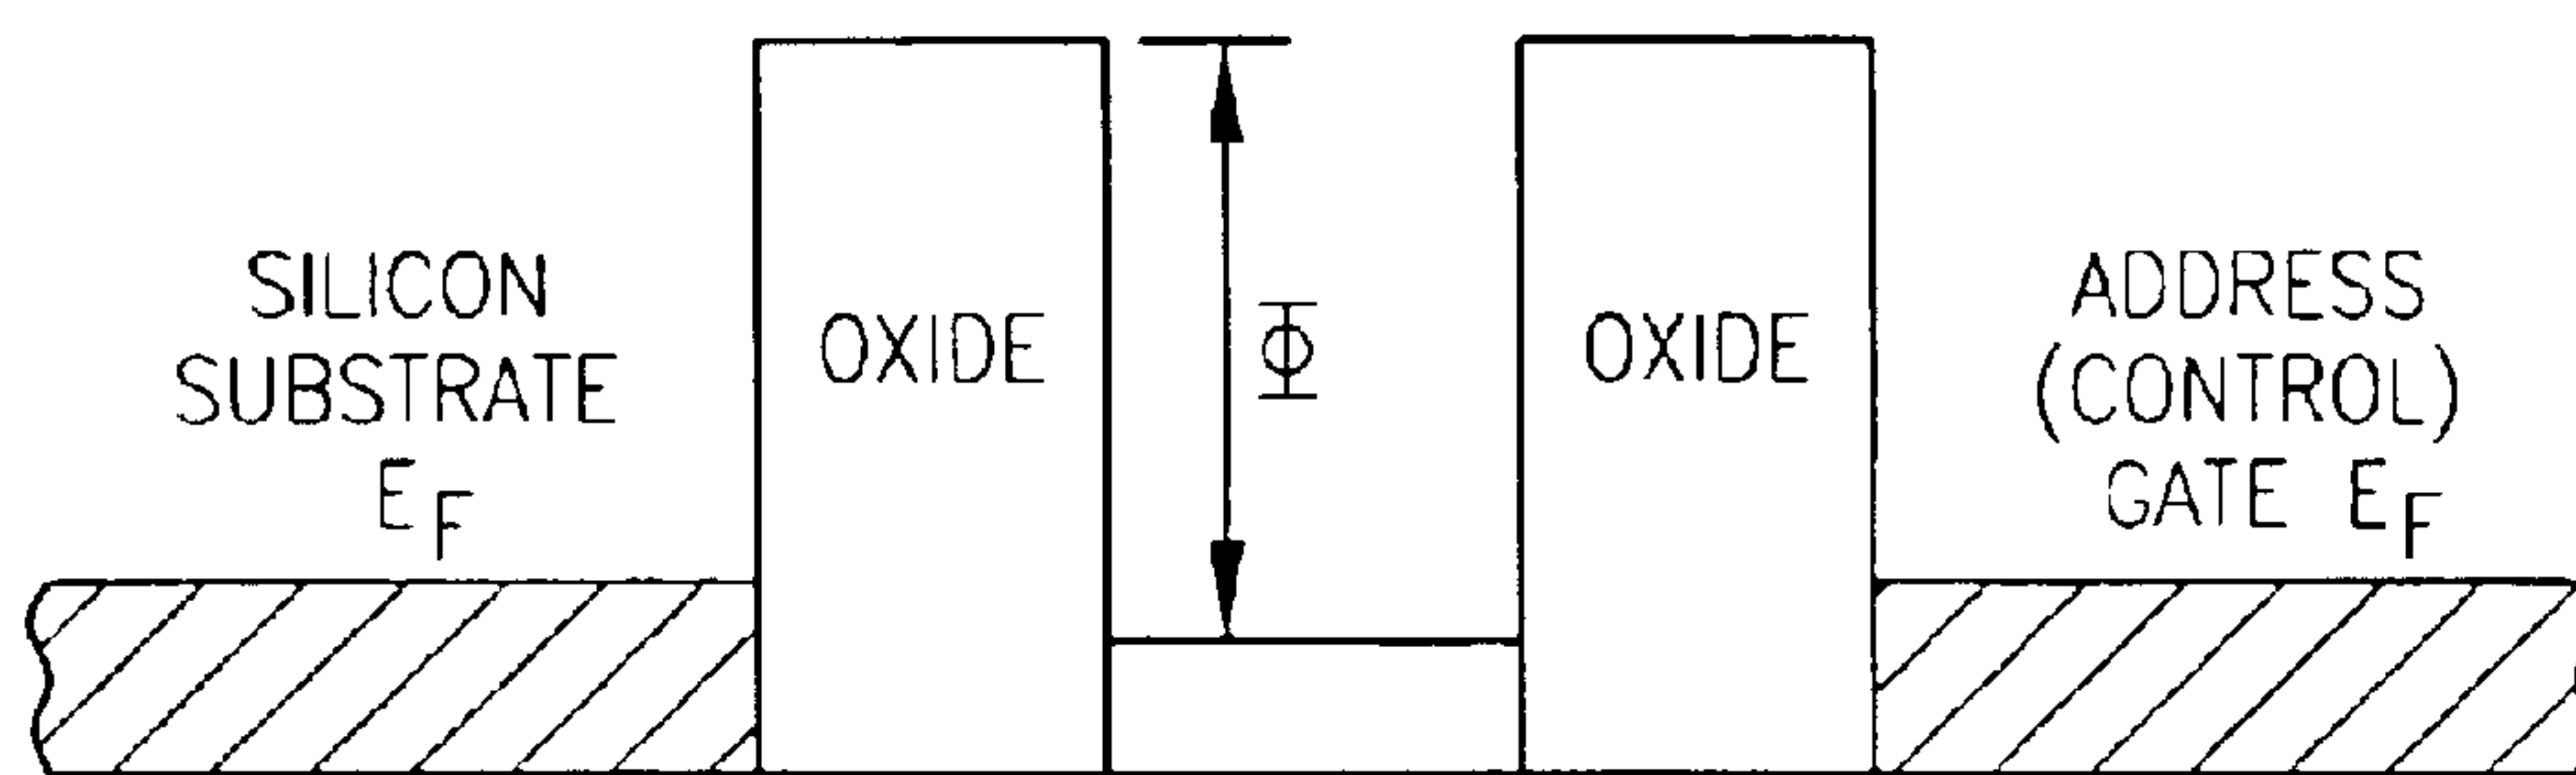 SILICON
SUBSTRATE
E_F
OXIDE
Φ
OXIDE
ADDRESS
(CONTROL)
GATE E_F